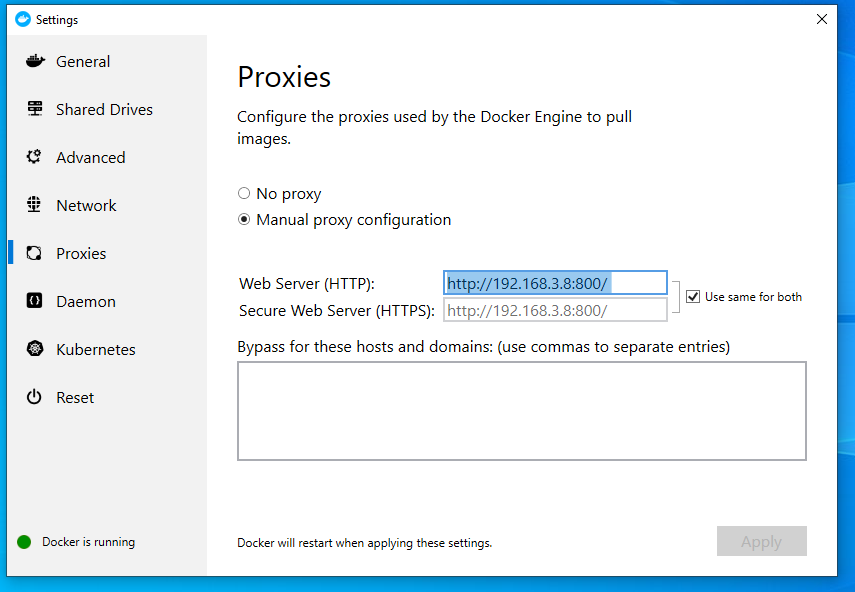 Settings
General
Shared Drives
Advanced
Network
Proxies
Daemon
Kubernetes
Reset
Docker is running
Proxies
Configure the proxies used by the Docker Engine to pull
images.
No proxy
Manual proxy configuration
Web Server (HTTP): http://192.168.3.8:800/
Secure Web Server (HTTPS): http://192.168.3.8:800/
Use same for both
Bypass for these hosts and domains: (use commas to separate entries)
Docker will restart when applying these settings.
Apply